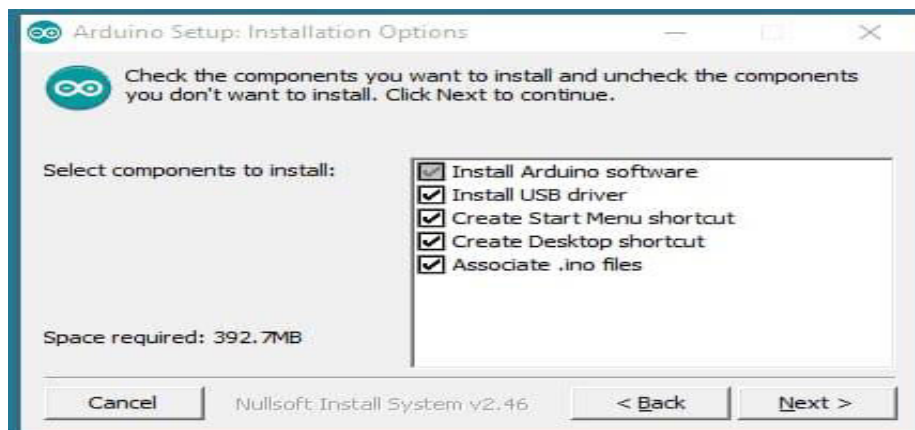 Arduino Setup: Installation Options
Check the components you want to install and uncheck the components
you don't want to install. Click Next to continue.
Select components to install:
Install Arduino software
Install USB driver
Create Start Menu shortcut
Create Desktop shortcut
Associate .ino files
Space required: 392.7MB
Cancel
Nullsoft Install System v2.46
< Back
Next >